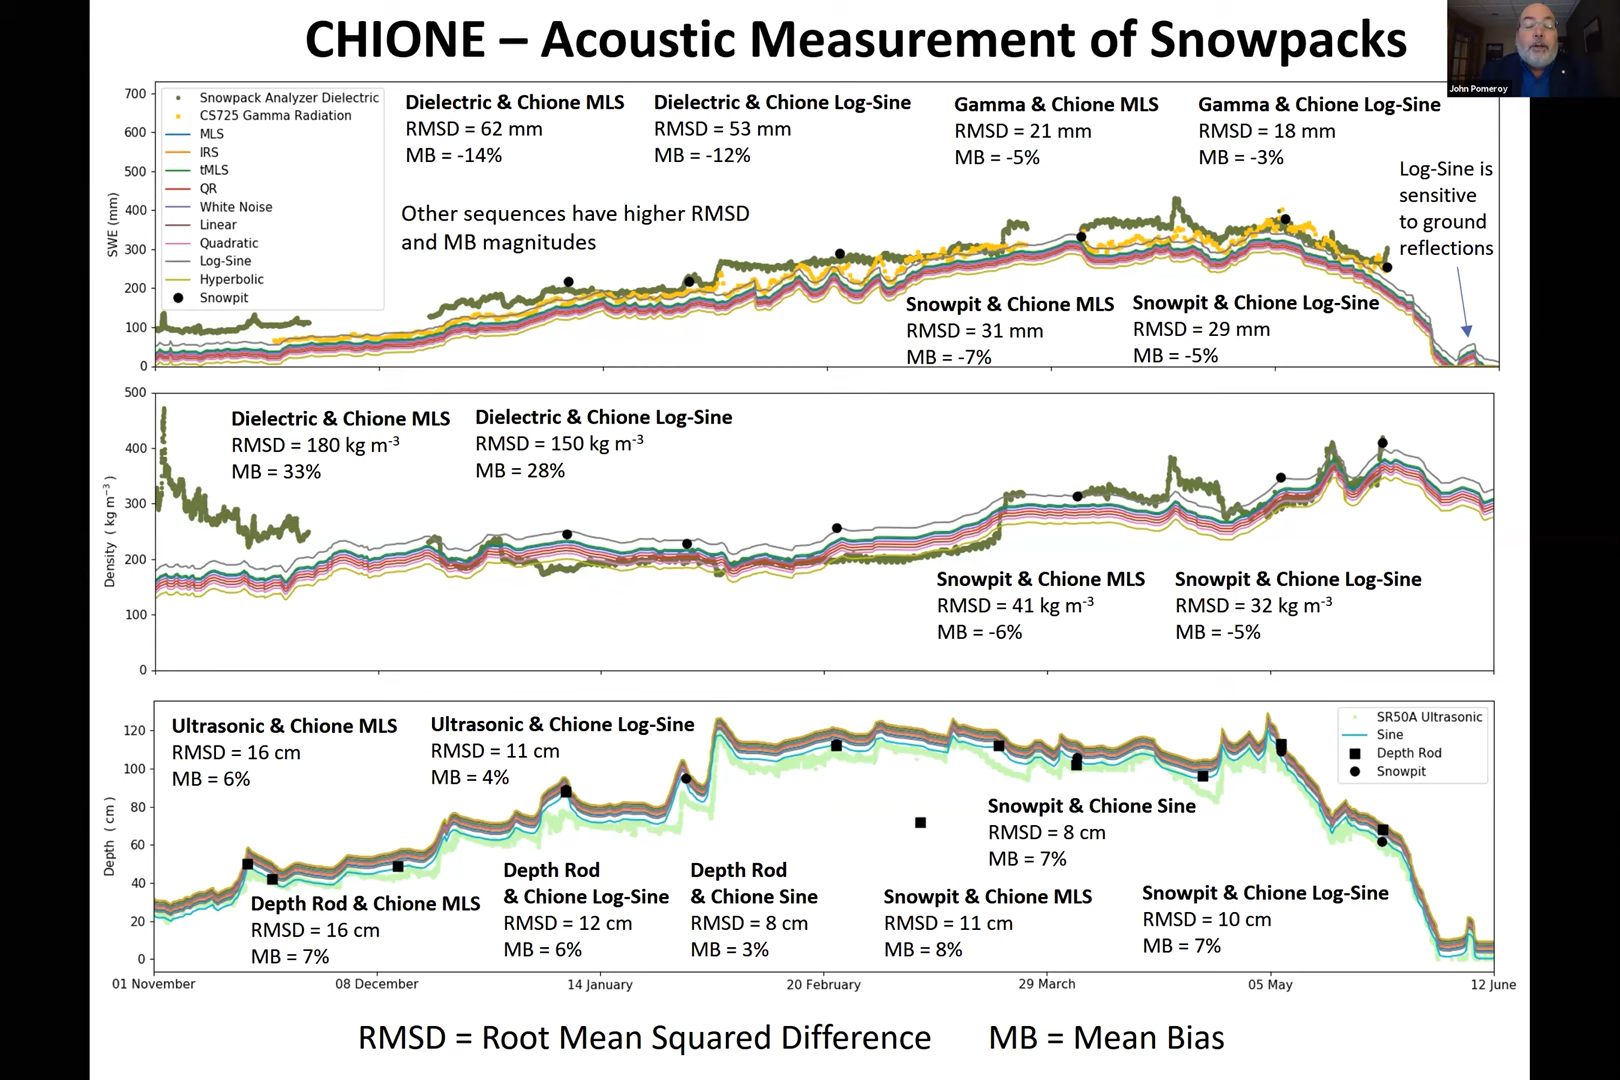 CHIONE – Acoustic Measurement of Snowpacks
John Pomeroy
700
600
500
400
300
200
100
0
SWE (mm)
Snowpack Analyzer Dielectric
CS725 Gamma Radiation
MLS
IRS
tMLS
QR
White Noise
Linear
Quadratic
Log-Sine
Hyperbolic
Snowpit
Dielectric & Chione MLS
RMSD = 62 mm
MB = -14%
Dielectric & Chione Log-Sine
RMSD = 53 mm
MB = -12%
Gamma & Chione MLS
RMSD = 21 mm
MB = -5%
Gamma & Chione Log-Sine
RMSD = 18 mm
MB = -3%
Log-Sine is
sensitive
to ground
reflections
Other sequences have higher RMSD
and MB magnitudes
Snowpit & Chione MLS
RMSD = 31 mm
MB = -7%
Snowpit & Chione Log-Sine
RMSD = 29 mm
MB = -5%
500
400
300
200
100
0
Density ( kg m⁻³ )
Dielectric & Chione MLS
RMSD = 180 kg m⁻³
MB = 33%
Dielectric & Chione Log-Sine
RMSD = 150 kg m⁻³
MB = 28%
Snowpit & Chione MLS
RMSD = 41 kg m⁻³
MB = -6%
Snowpit & Chione Log-Sine
RMSD = 32 kg m⁻³
MB = -5%
120
100
80
60
40
20
0
Depth ( cm )
Ultrasonic & Chione MLS
RMSD = 16 cm
MB = 6%
Ultrasonic & Chione Log-Sine
RMSD = 11 cm
MB = 4%
SR50A Ultrasonic
Sine
Depth Rod
Snowpit
Snowpit & Chione Sine
RMSD = 8 cm
MB = 7%
Depth Rod & Chione MLS
RMSD = 16 cm
MB = 7%
Depth Rod
& Chione Log-Sine
RMSD = 12 cm
MB = 6%
Depth Rod
& Chione Sine
RMSD = 8 cm
MB = 3%
Snowpit & Chione MLS
RMSD = 11 cm
MB = 8%
Snowpit & Chione Log-Sine
RMSD = 10 cm
MB = 7%
01 November
08 December
14 January
20 February
29 March
05 May
12 June
RMSD = Root Mean Squared Difference
MB = Mean Bias